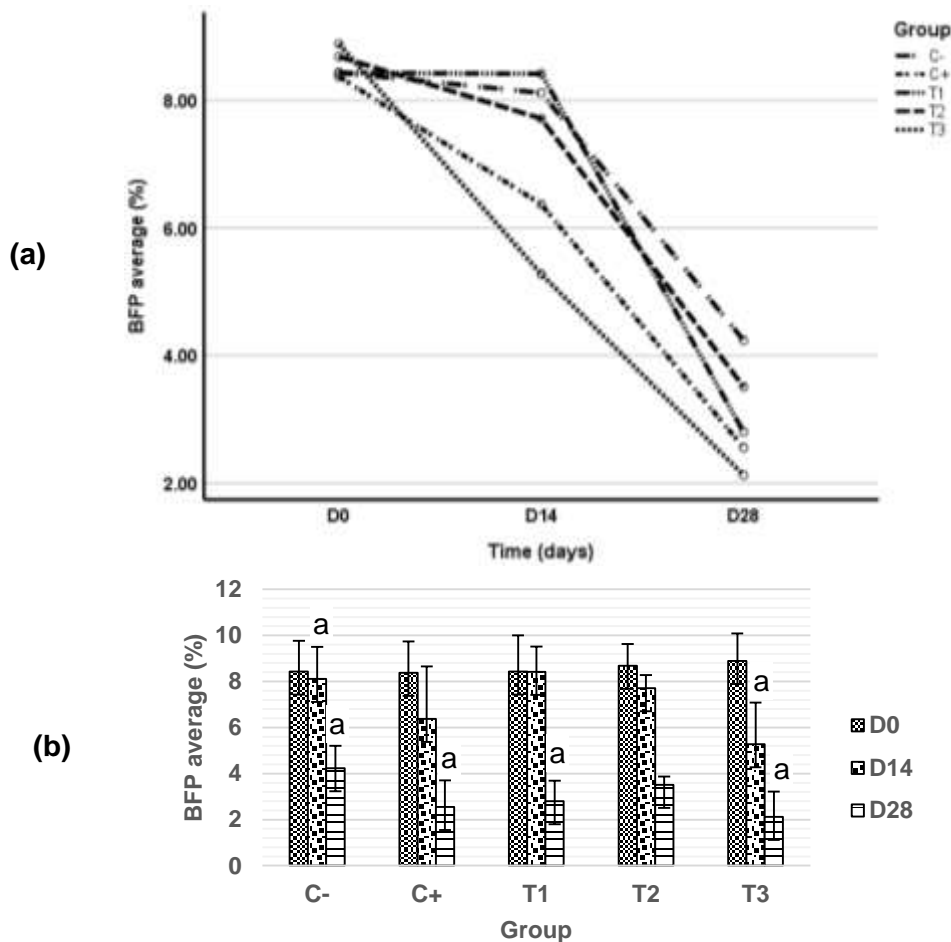 Group
C-
C+
T1
T2
T3
8.00
6.00
4.00
2.00
BFP average (%)
D0 D14 D28
Time (days)
(a)
12
10
8
6
4
2
0
BFP average (%)
a a a a a a
C- C+ T1 T2 T3
Group
D0
D14
D28
(b)